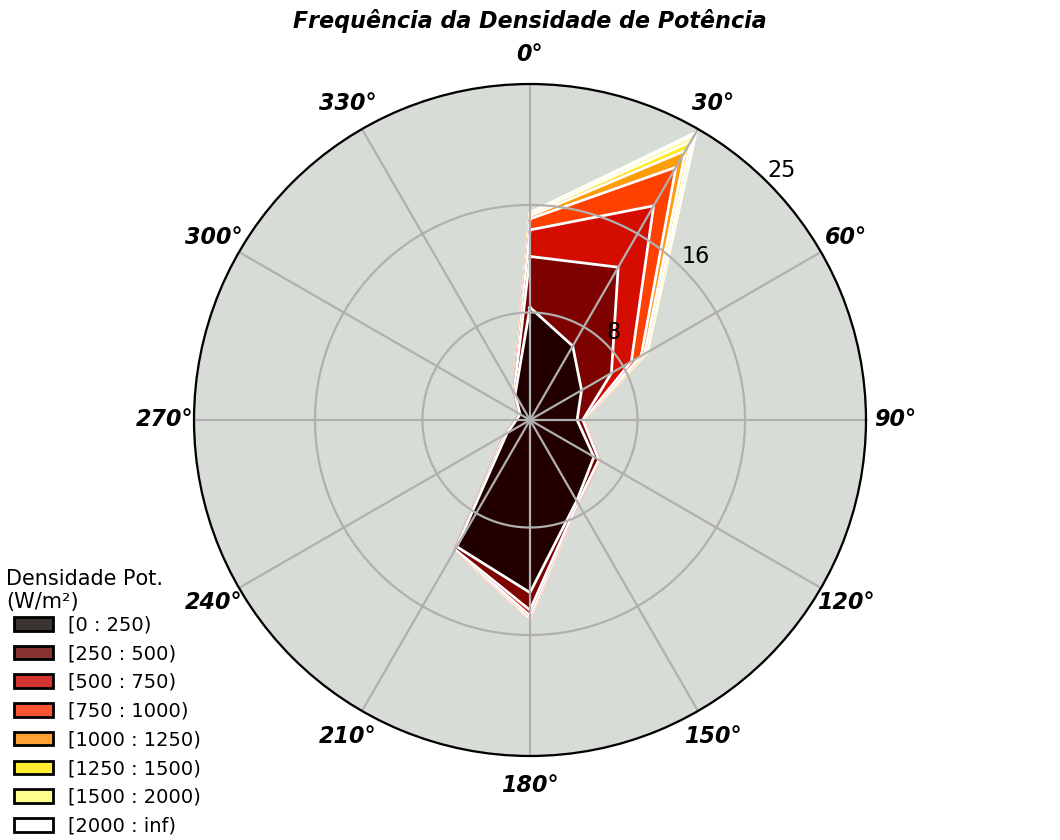 Frequência da Densidade de Potência
0°
330°
30°
25
300°
60°
16
8
270°
90°
240°
120°
210°
150°
180°
Densidade Pot.
(W/m²)
[0 : 250)
[250 : 500)
[500 : 750)
[750 : 1000)
[1000 : 1250)
[1250 : 1500)
[1500 : 2000)
[2000 : inf)